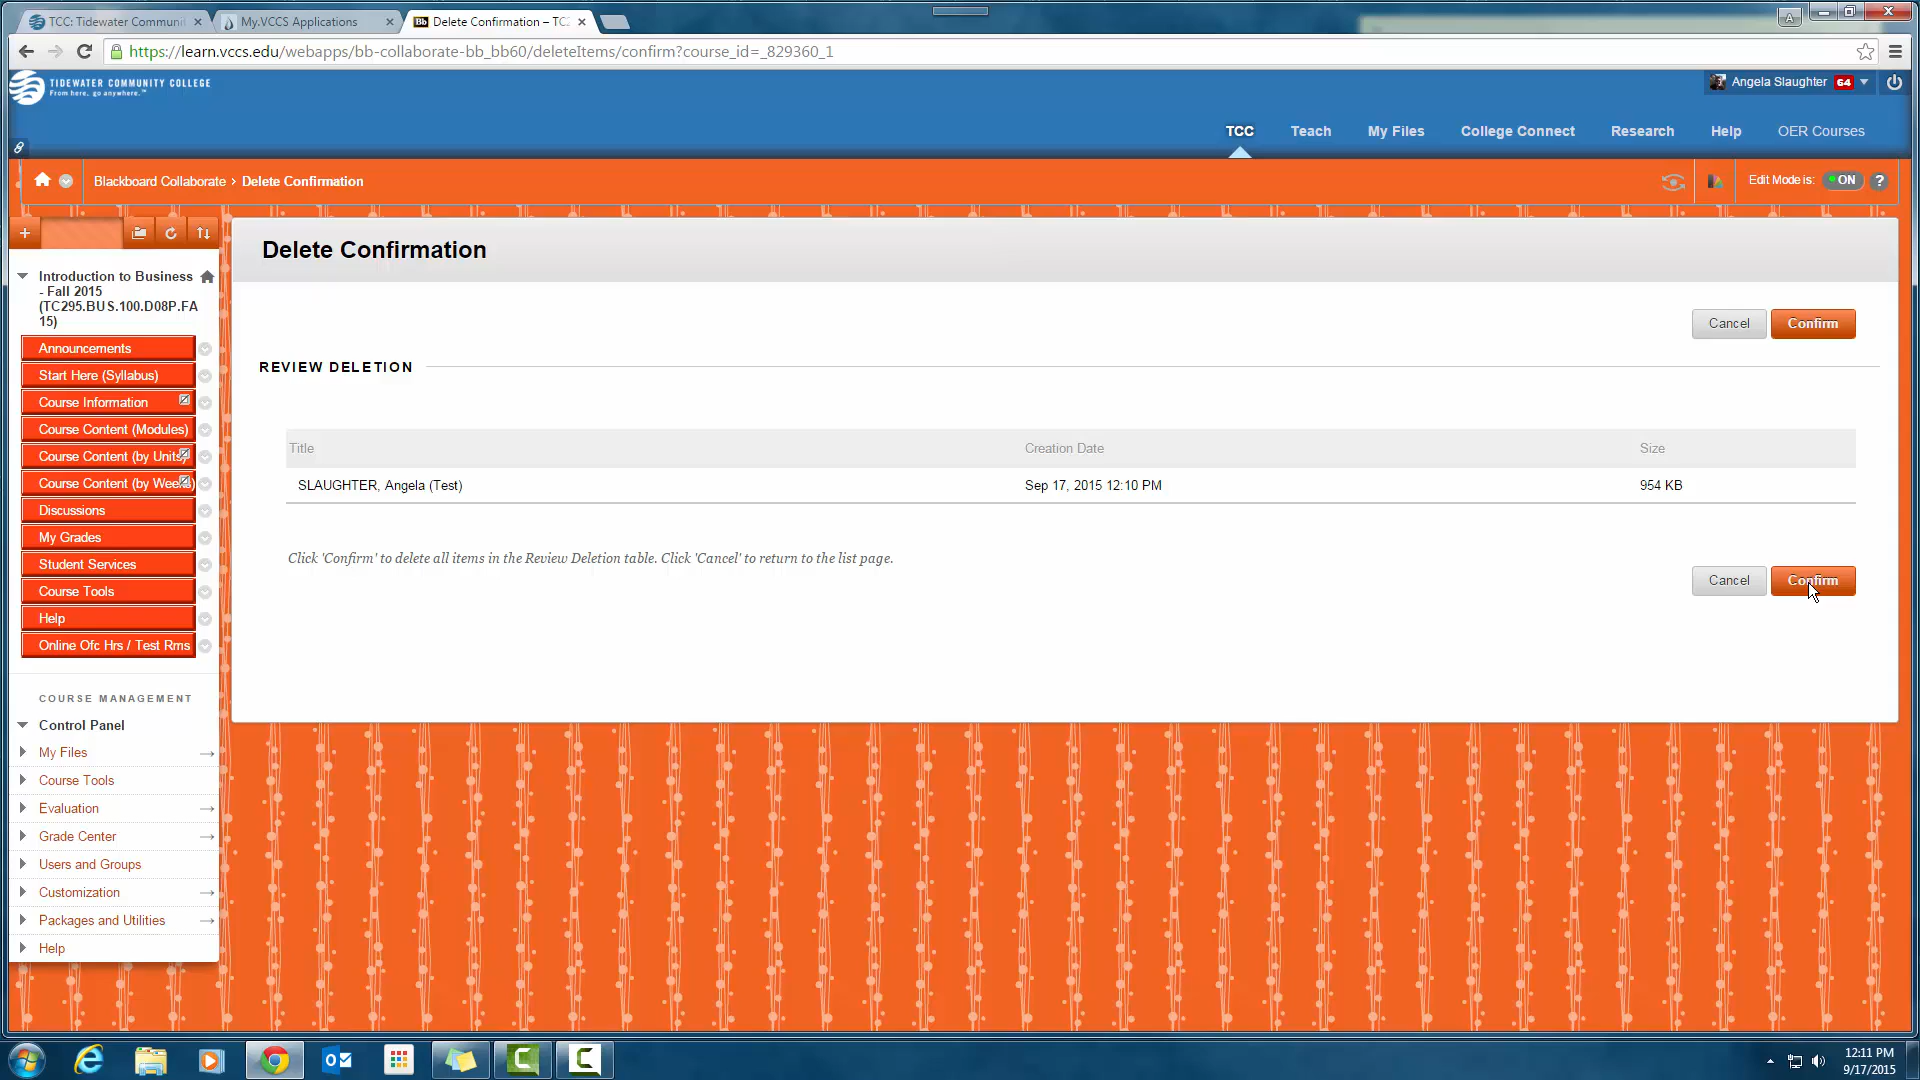 TCC: Tidewater Commun
My.VCCS Applications
Bb Delete Confirmation – TC2
A
https://learn.vccs.edu/webapps/bb-collaborate-bb_bb60/deleteItems/confirm?course_id=_829360_1
TIDEWATER COMMUNITY COLLEGE
From here, go anywhere.™
Angela Slaughter 64
TCC Teach My Files College Connect Research Help OER Courses
Blackboard Collaborate > Delete Confirmation
Edit Mode is: ON ?
Delete Confirmation
Introduction to Business
- Fall 2015
(TC295.BUS.100.D08P.FA
15)
Announcements
Start Here (Syllabus)
Course Information
Course Content (Modules)
Course Content (by Units)
Course Content (by Weeks)
Discussions
My Grades
Student Services
Course Tools
Help
Online Ofc Hrs / Test Rms
COURSE MANAGEMENT
Control Panel
My Files
Course Tools
Evaluation
Grade Center
Users and Groups
Customization
Packages and Utilities
Help
Cancel Confirm
REVIEW DELETION
Title Creation Date Size
SLAUGHTER, Angela (Test) Sep 17, 2015 12:10 PM 954 KB
Click 'Confirm' to delete all items in the Review Deletion table. Click 'Cancel' to return to the list page.
Cancel Confirm
12:11 PM
9/17/2015